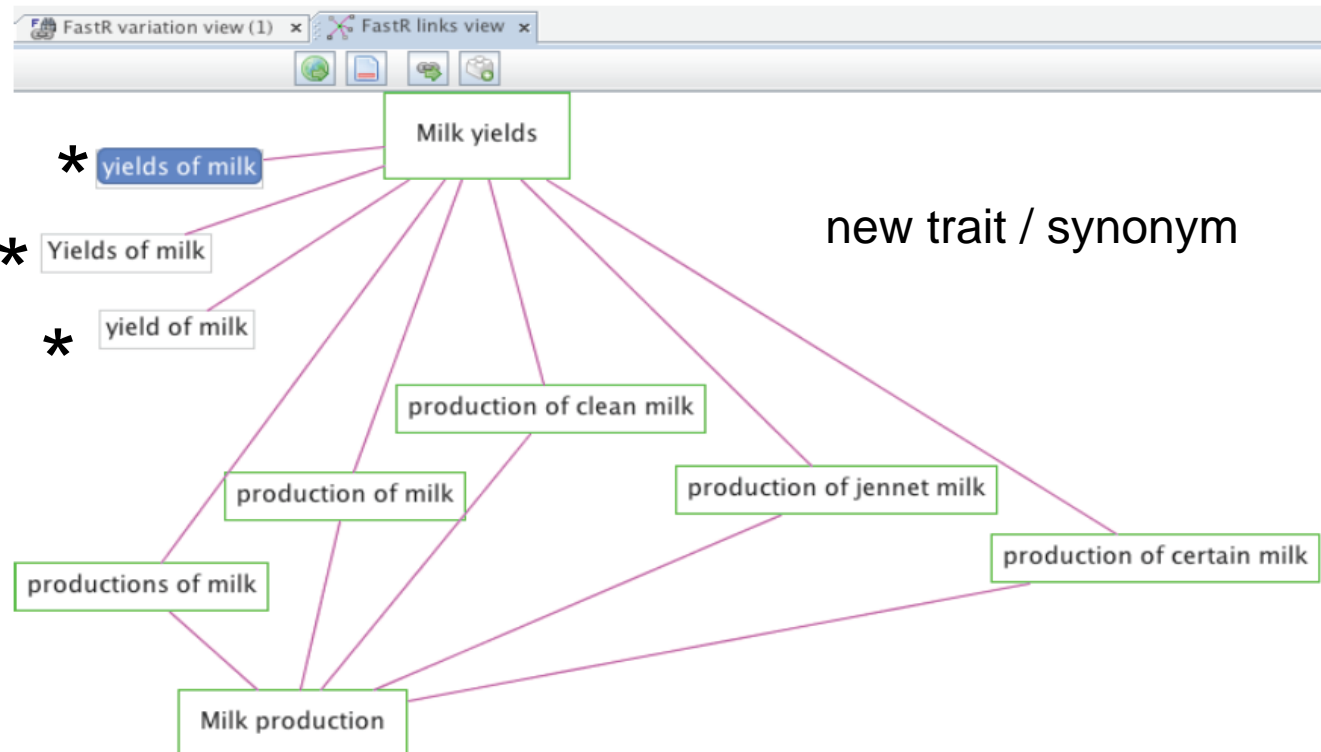 FastR variation view (1) × FastR links view ×
Milk yields
* yields of milk
new trait / synonym
* Yields of milk
* yield of milk
production of clean milk
production of milk
production of jennet milk
production of certain milk
productions of milk
Milk production